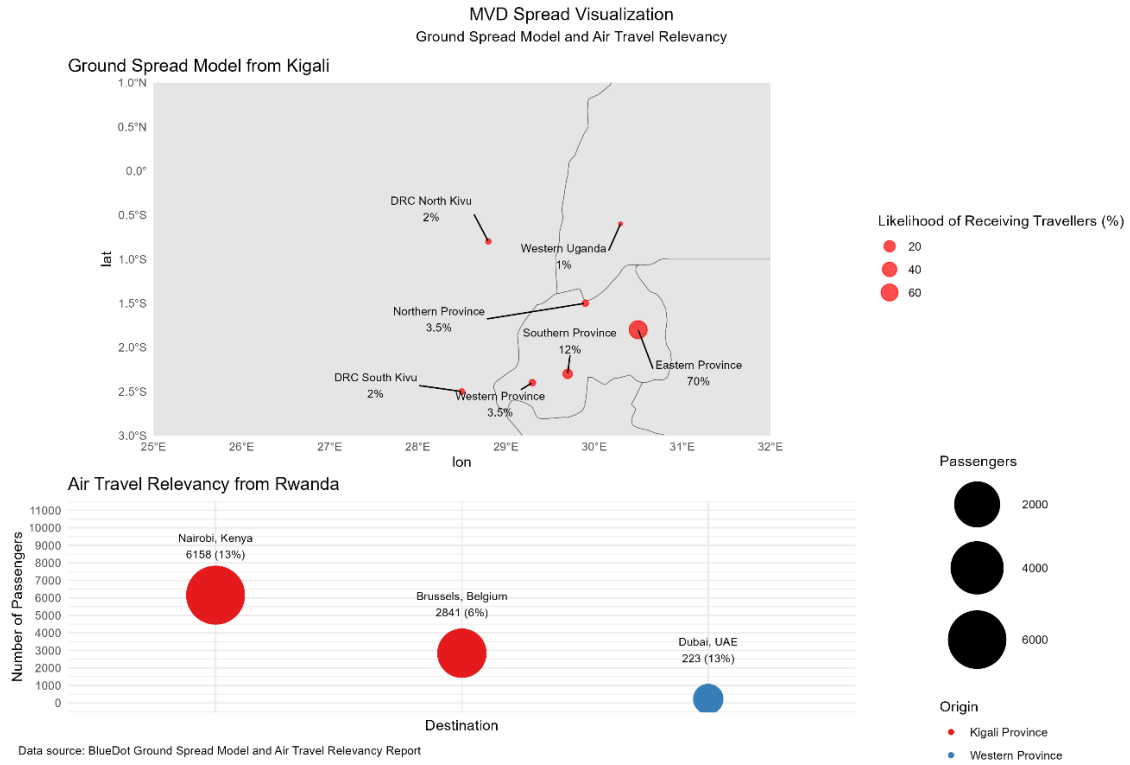 MVD Spread Visualization
Ground Spread Model and Air Travel Relevancy
Ground Spread Model from Kigali
1.0°N
0.5°N
0.0°
0.5°S
1.0°S
1.5°S
2.0°S
2.5°S
3.0°S
lat
DRC North Kivu
2%
Western Uganda
1%
Northern Province
3.5%
Southern Province
12%
Eastern Province
70%
DRC South Kivu
2%
Western Province
3.5%
25°E
26°E
27°E
28°E
29°E
30°E
31°E
32°E
lon
Likelihood of Receiving Travellers (%)
20
40
60
Air Travel Relevancy from Rwanda
11000
10000
9000
8000
7000
6000
5000
4000
3000
2000
1000
0
Number of Passengers
Nairobi, Kenya
6158 (13%)
Brussels, Belgium
2841 (6%)
Dubai, UAE
223 (13%)
Destination
Passengers
2000
4000
6000
Origin
Kigali Province
Western Province
Data source: BlueDot Ground Spread Model and Air Travel Relevancy Report